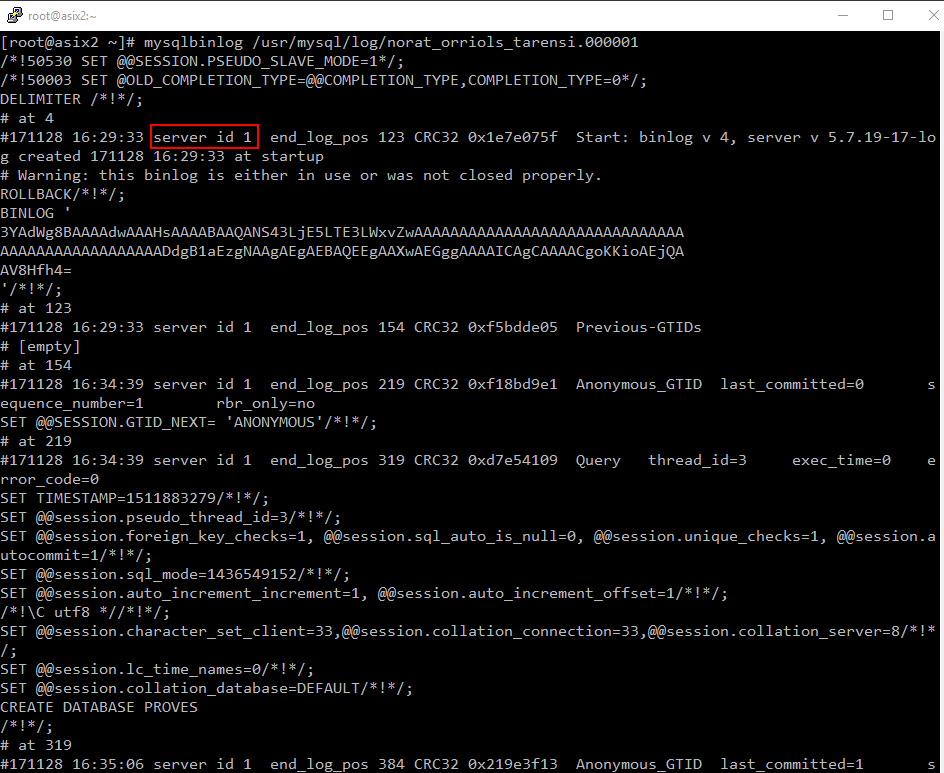 root@asix2:~
[root@asix2 ~]# mysqlbinlog /usr/mysql/log/norat_orriols_tarensi.000001
/*!50530 SET @@SESSION.PSEUDO_SLAVE_MODE=1*/;
/*!50003 SET @OLD_COMPLETION_TYPE=@@COMPLETION_TYPE,COMPLETION_TYPE=0*/;
DELIMITER /*!*/;
# at 4
#171128 16:29:33 server id 1  end_log_pos 123 CRC32 0x1e7e075f  Start: binlog v 4, server v 5.7.19-17-lo
g created 171128 16:29:33 at startup
# Warning: this binlog is either in use or was not closed properly.
ROLLBACK/*!*/;
BINLOG '
3YAdWg8BAAAAdwAAAHsAAAABAAQANS43LjE5LTE3LWxvZwAAAAAAAAAAAAAAAAAAAAAAAAAAAAAA
AAAAAAAAAAAAAAAAAADdgB1aEzgNAAgAEgAEBAQEEgAAXwAEGggAAAAICAgCAAAACgoKKioAEjQA
AV8Hfh4=
'/*!*/;
# at 123
#171128 16:29:33 server id 1  end_log_pos 154 CRC32 0xf5bdde05  Previous-GTIDs
# [empty]
# at 154
#171128 16:34:39 server id 1  end_log_pos 219 CRC32 0xf18bd9e1  Anonymous_GTID  last_committed=0       s
equence_number=1        rbr_only=no
SET @@SESSION.GTID_NEXT= 'ANONYMOUS'/*!*/;
# at 219
#171128 16:34:39 server id 1  end_log_pos 319 CRC32 0xd7e54109  Query   thread_id=3     exec_time=0    e
rror_code=0
SET TIMESTAMP=1511883279/*!*/;
SET @@session.pseudo_thread_id=3/*!*/;
SET @@session.foreign_key_checks=1, @@session.sql_auto_is_null=0, @@session.unique_checks=1, @@session.a
utocommit=1/*!*/;
SET @@session.sql_mode=1436549152/*!*/;
SET @@session.auto_increment_increment=1, @@session.auto_increment_offset=1/*!*/;
/*!\C utf8 *//*!*/;
SET @@session.character_set_client=33,@@session.collation_connection=33,@@session.collation_server=8/*!*
/;
SET @@session.lc_time_names=0/*!*/;
SET @@session.collation_database=DEFAULT/*!*/;
CREATE DATABASE PROVES
/*!*/;
# at 319
#171128 16:35:06 server id 1  end_log_pos 384 CRC32 0x219e3f13  Anonymous_GTID  last_committed=1       s